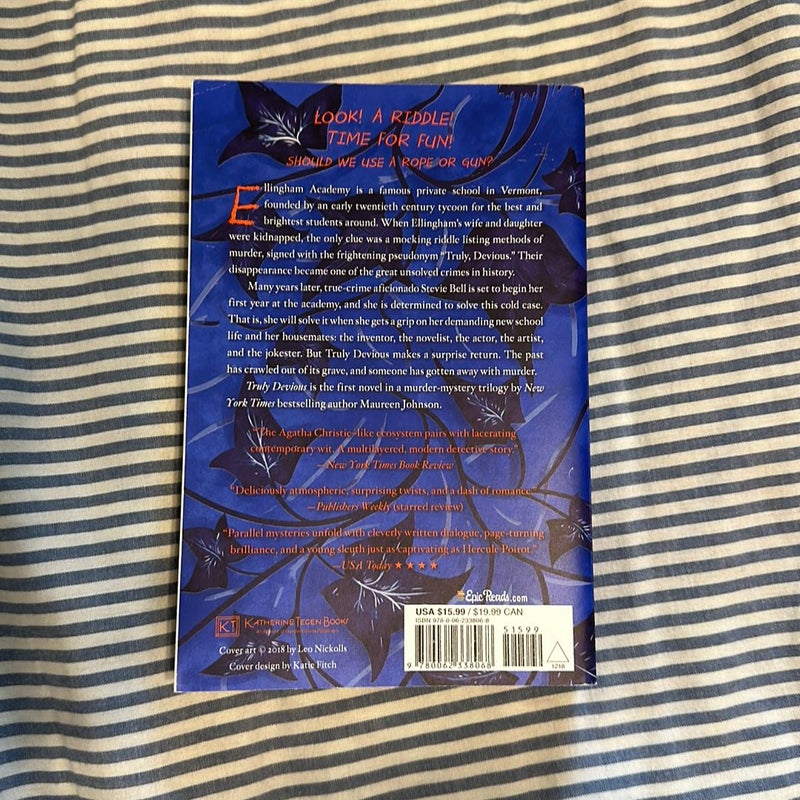 LOOK! A RIDDLE!
TIME FOR FUN!
SHOULD WE USE A ROPE OR GUN?
Ellingham Academy is a famous private school in Vermont,
founded by an early twentieth century tycoon for the best and
brightest students around. When Ellingham's wife and daughter
were kidnapped, the only clue was a mocking riddle listing methods of
murder, signed with the frightening pseudonym "Truly, Devious." Their
disappearance became one of the great unsolved crimes in history.
Many years later, true-crime aficionado Stevie Bell is set to begin her
first year at the academy, and she is determined to solve this cold case.
That is, she will solve it when she gets a grip on her demanding new school
life and her housemates: the inventor, the novelist, the actor, the artist,
and the jokester. But Truly Devious makes a surprise return. The past
has crawled out of its grave, and someone has gotten away with murder.
Truly Devious is the first novel in a murder-mystery trilogy by New
York Times bestselling author Maureen Johnson.
"The Agatha Christie–like ecosystem pairs with lacerating
contemporary wit. A multilayered, modern detective story."
—New York Times Book Review
"Deliciously atmospheric, surprising twists, and a dash of romance."
—Publishers Weekly (starred review)
"Parallel mysteries unfold with cleverly written dialogue, page-turning
brilliance, and a young sleuth just as captivating as Hercule Poirot."
—USA Today ★★★★
EpicReads.com
USA $15.99 / $19.99 CAN
ISBN 978-0-06-233806-8
51599
9 780062 338068
1218
KT KATHERINE TEGEN BOOKS
Cover art © 2018 by Leo Nickolls
Cover design by Katie Fitch